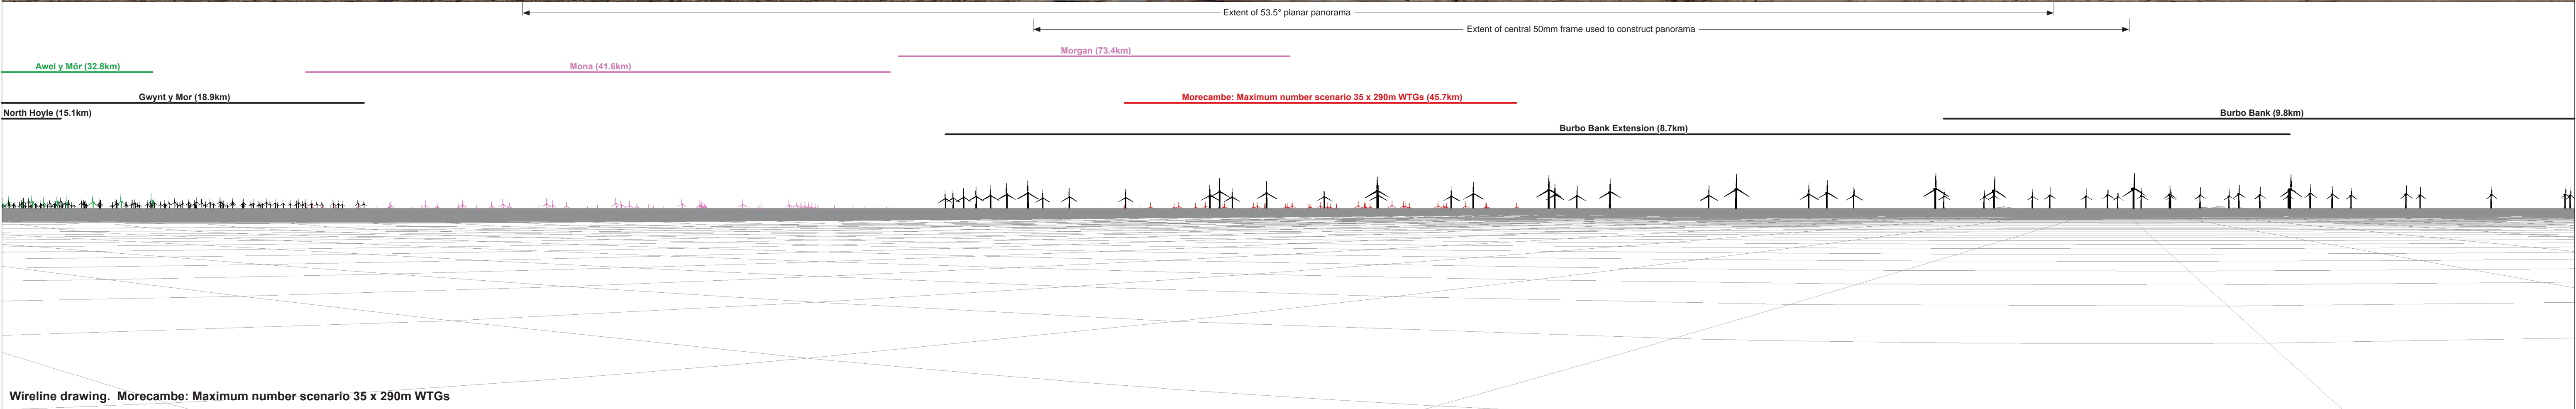 Extent of 53.5° planar panorama
Extent of central 50mm frame used to construct panorama
Morgan (73.4km)
Awel y Môr (32.8km)
Mona (41.6km)
Gwynt y Mor (18.9km)
Morecambe: Maximum number scenario 35 x 290m WTGs (45.7km)
North Hoyle (15.1km)
Burbo Bank (9.8km)
Burbo Bank Extension (8.7km)
Wireline drawing.  Morecambe: Maximum number scenario 35 x 290m WTGs